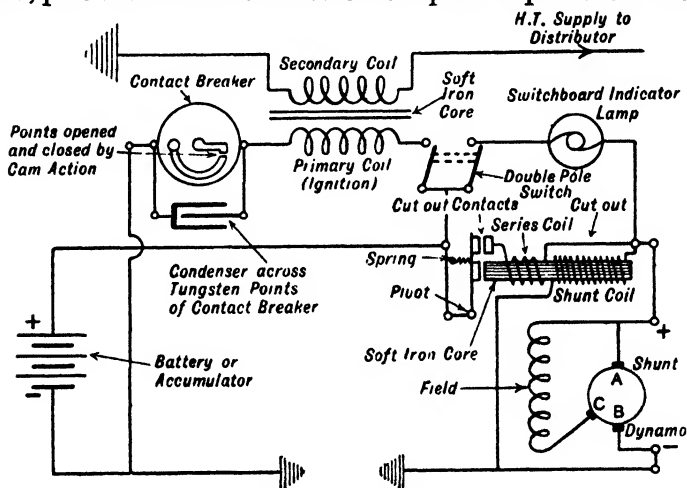 H.T. Supply to
Distributor
Secondary Coil
Contact Breaker
Soft
Iron
Core
Switchboard Indicator
Lamp
Points opened
and closed by
Cam Action
Primary Coil
(Ignition)
Double Pole
Switch
Cut out Contacts
Series Coil
Cut out
Spring
Condenser across
Tungsten Points
of Contact Breaker
Pivot
Shunt Coil
+
Battery or
Accumulator
-
Soft Iron Core
+
Field
Shunt
A
C
B
Dynamo
-